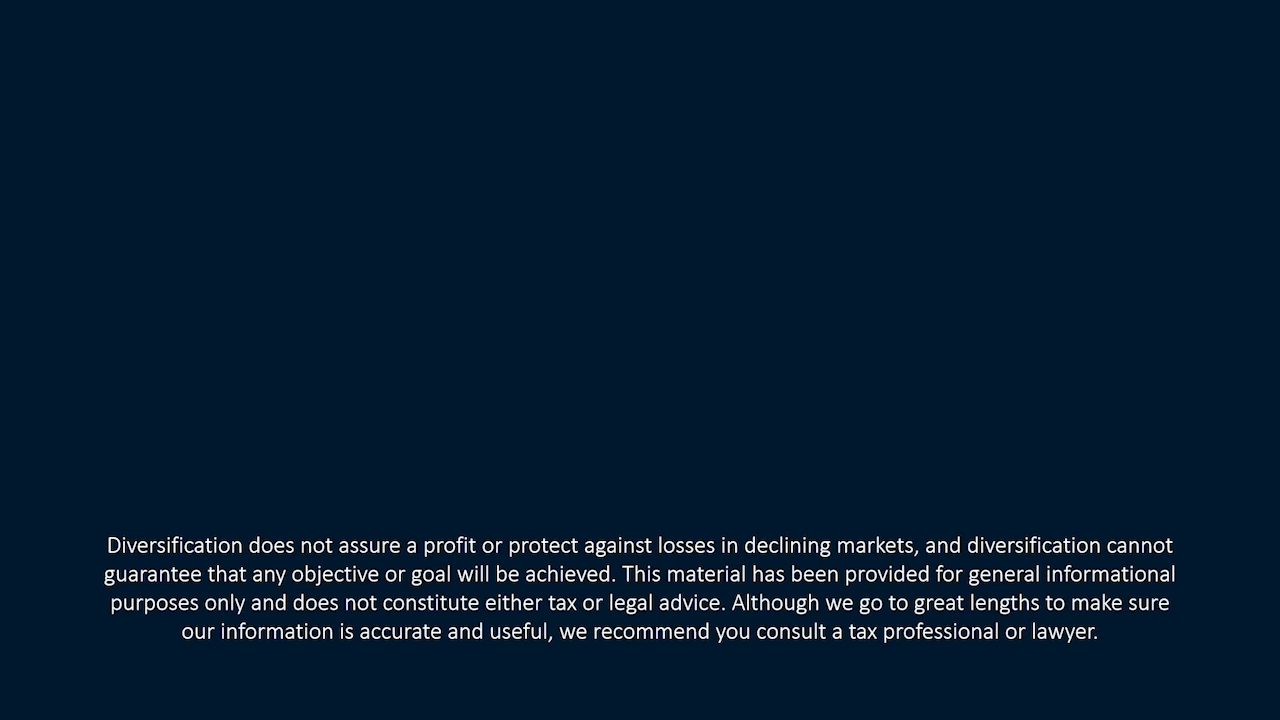 Diversification does not assure a profit or protect against losses in declining markets, and diversification cannot
guarantee that any objective or goal will be achieved. This material has been provided for general informational
purposes only and does not constitute either tax or legal advice. Although we go to great lengths to make sure
our information is accurate and useful, we recommend you consult a tax professional or lawyer.